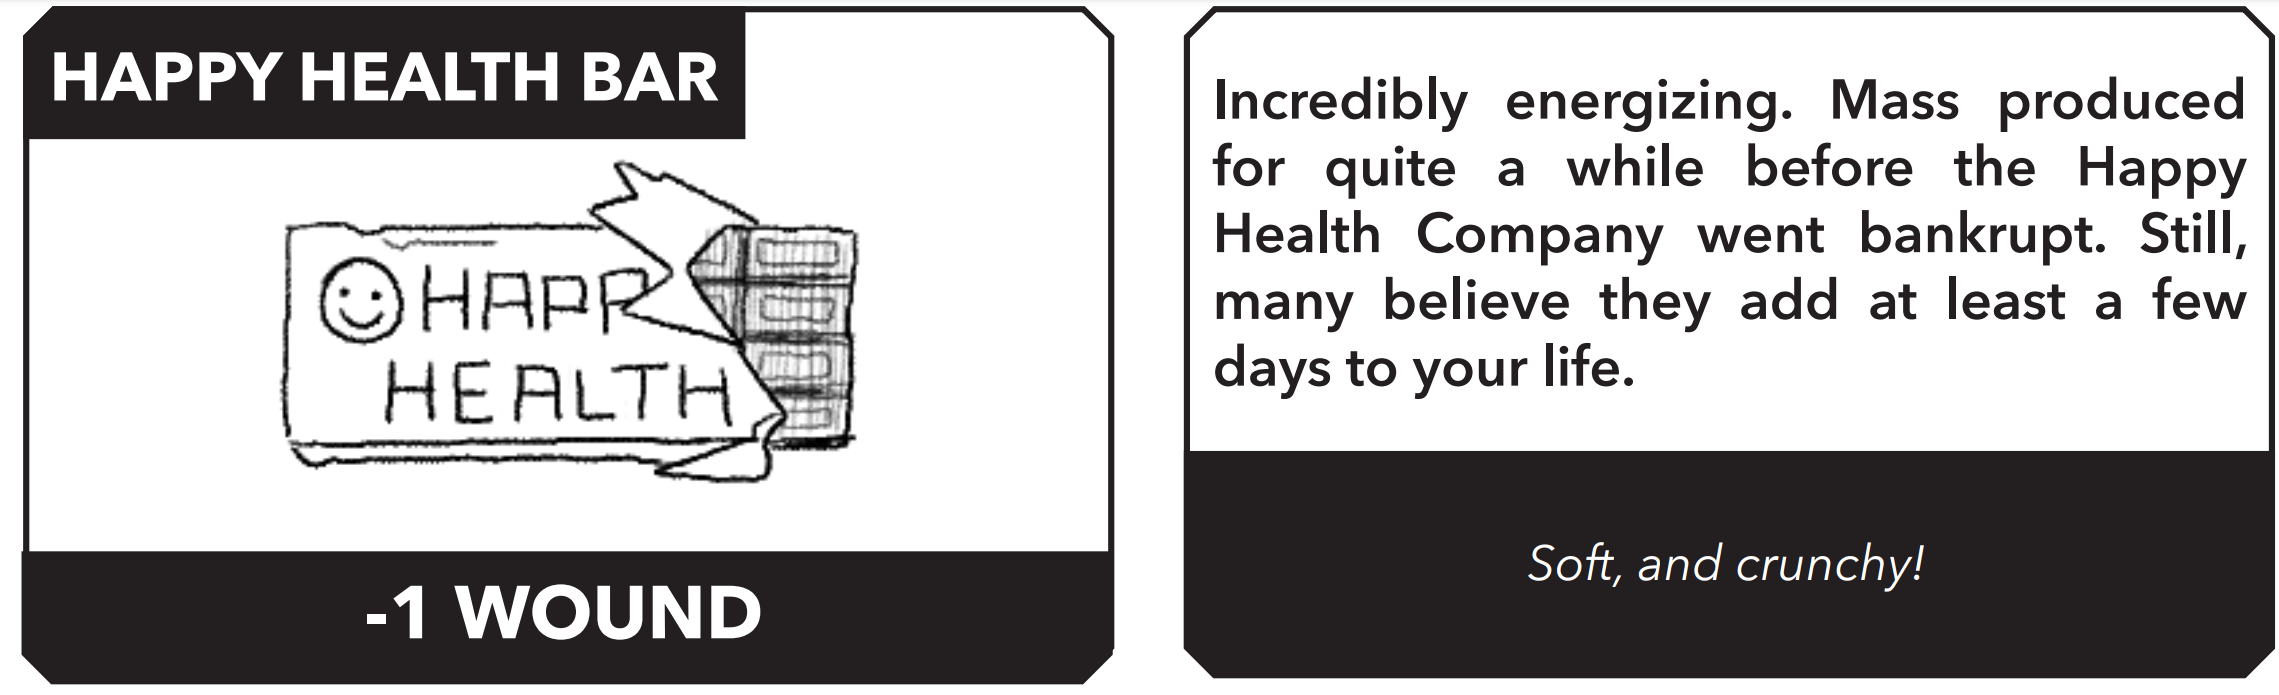 HAPPY HEALTH BAR
HAPP
HEALTH
-1 WOUND
Incredibly energizing. Mass produced
for quite a while before the Happy
Health Company went bankrupt. Still,
many believe they add at least a few
days to your life.
Soft, and crunchy!